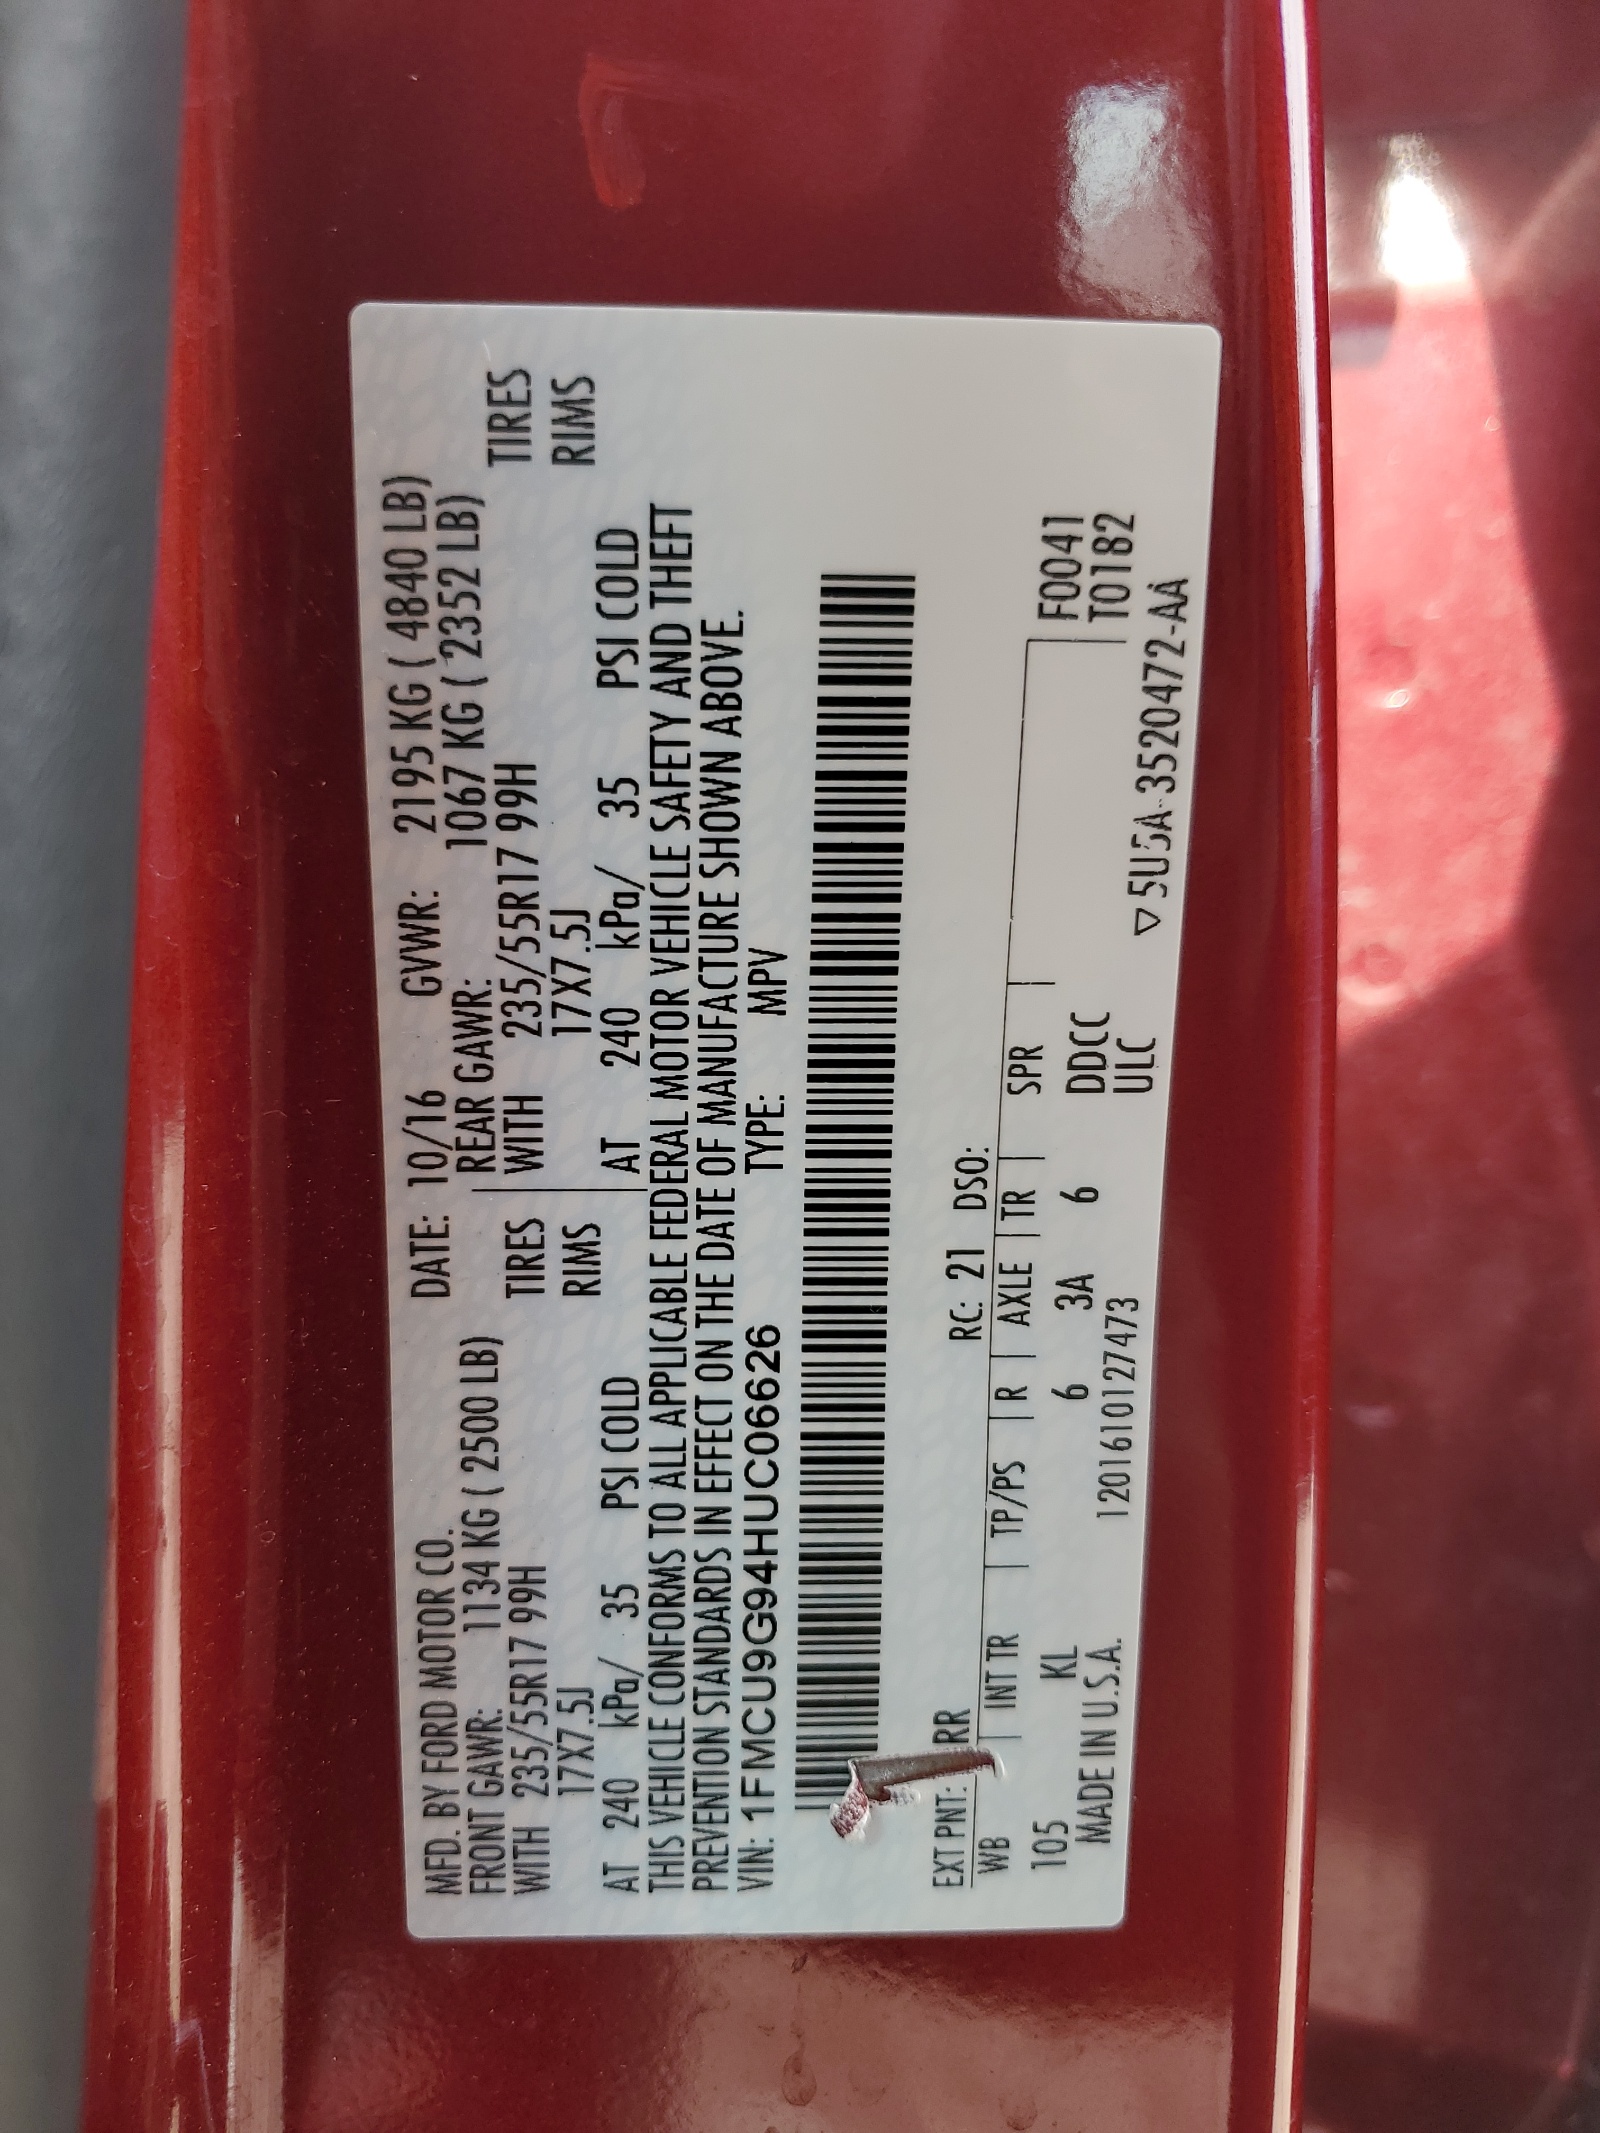 MFD. BY FORD MOTOR CO. DATE: 10/16 GVWR: 2195 KG ( 4840 LB)
FRONT GAWR: 1134 KG ( 2500 LB) REAR GAWR: 1067 KG ( 2352 LB)
WITH 235/55R17 99H TIRES WITH 235/55R17 99H TIRES
17X7.5J RIMS 17X7.5J RIMS
AT 240 kPa/ 35 PSI COLD AT 240 kPa/ 35 PSI COLD
THIS VEHICLE CONFORMS TO ALL APPLICABLE FEDERAL MOTOR VEHICLE SAFETY AND THEFT
PREVENTION STANDARDS IN EFFECT ON THE DATE OF MANUFACTURE SHOWN ABOVE.
VIN: 1FMCU9G94HUC06626 TYPE: MPV
EXT PNT: RR RC: 21 DSO:
WB INT TR TP/PS R AXLE TR SPR
105 KL 6 3A 6 DDCC F0041
MADE IN U.S.A. 1201610127473 ULC T0182
▽5U5A-3520472-AA